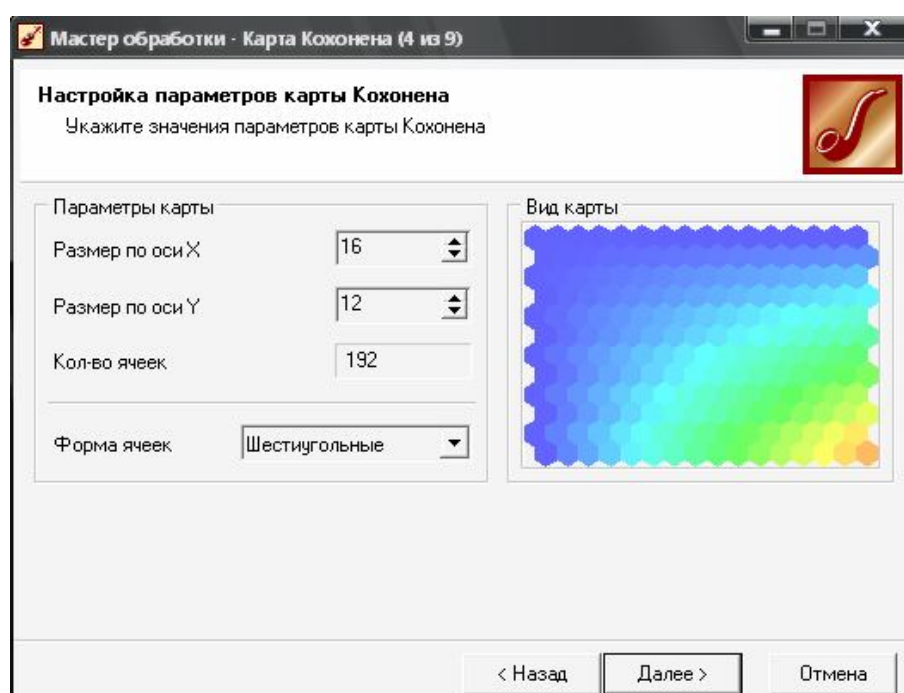 Мастер обработки - Карта Кохонена (4 из 9)
Настройка параметров карты Кохонена
Укажите значения параметров карты Кохонена
Параметры карты
Размер по оси X
16
Размер по оси Y
12
Кол-во ячеек
192
Форма ячеек
Шестиугольные
Вид карты
< Назад
Далее >
Отмена